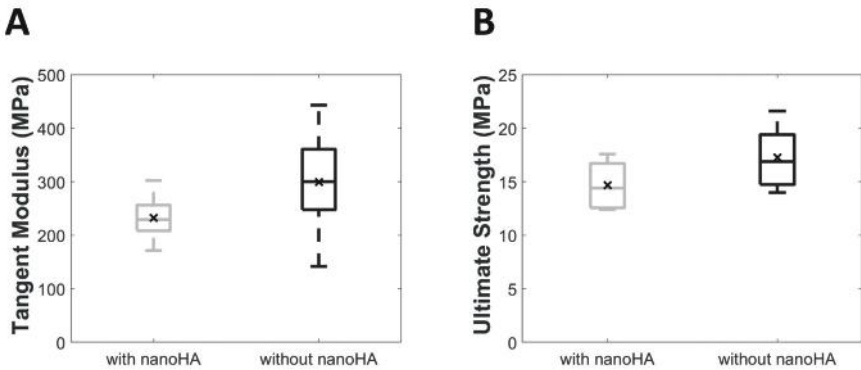 A
B
Tangent Modulus (MPa)
500
400
300
200
100
0
with nanoHA
without nanoHA
Ultimate Strength (MPa)
25
20
15
10
5
0
with nanoHA
without nanoHA